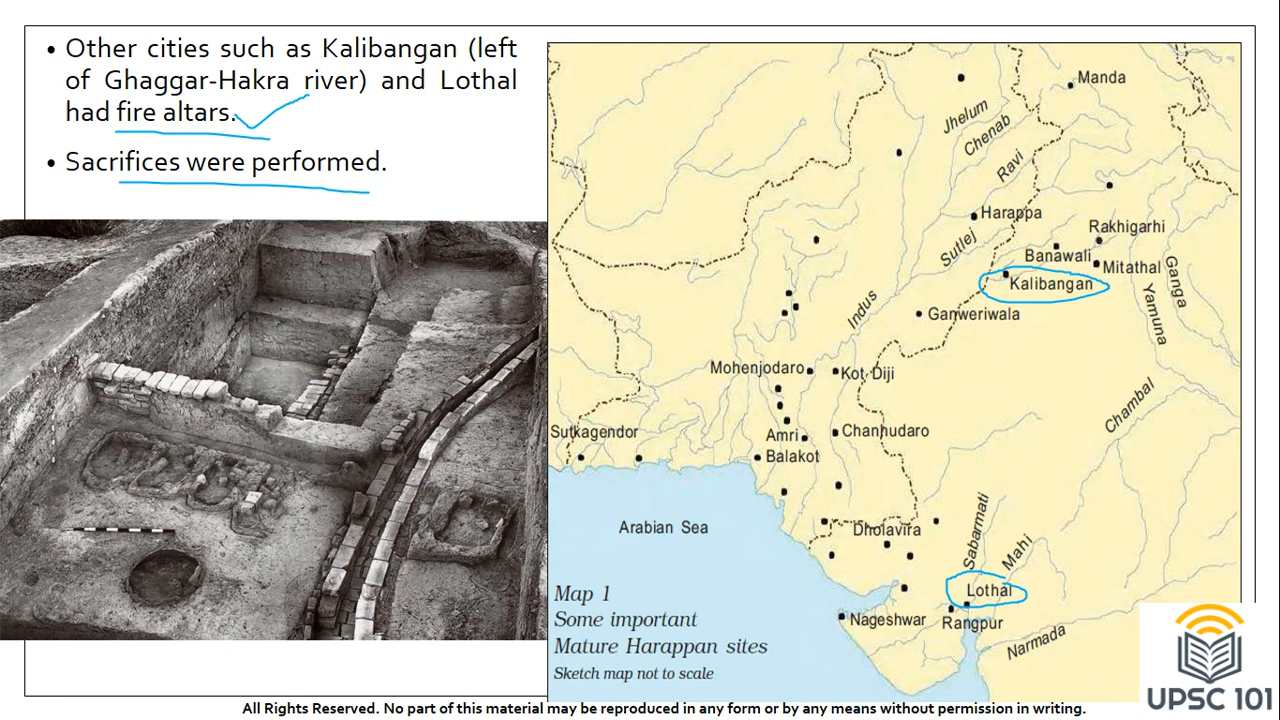 • Other cities such as Kalibangan (left
of Ghaggar-Hakra river) and Lothal
had fire altars.
• Sacrifices were performed.
Manda
Jhelum
Chenab
Ravi
Harappa
Sutlej
Rakhigarhi
Banawali
Mitathal
Ganga
Kalibangan
Yamuna
Indus
Ganweriwala
Mohenjodaro
Kot Diji
Chambal
Sutkagendor
Amri
Chanhudaro
Balakot
Arabian Sea
Dholavira
Sabarmati
Mahi
Lothal
Map 1
Some important
Mature Harappan sites
Sketch map not to scale
Nageshwar
Rangpur
Narmada
UPSC 101
All Rights Reserved. No part of this material may be reproduced in any form or by any means without permission in writing.